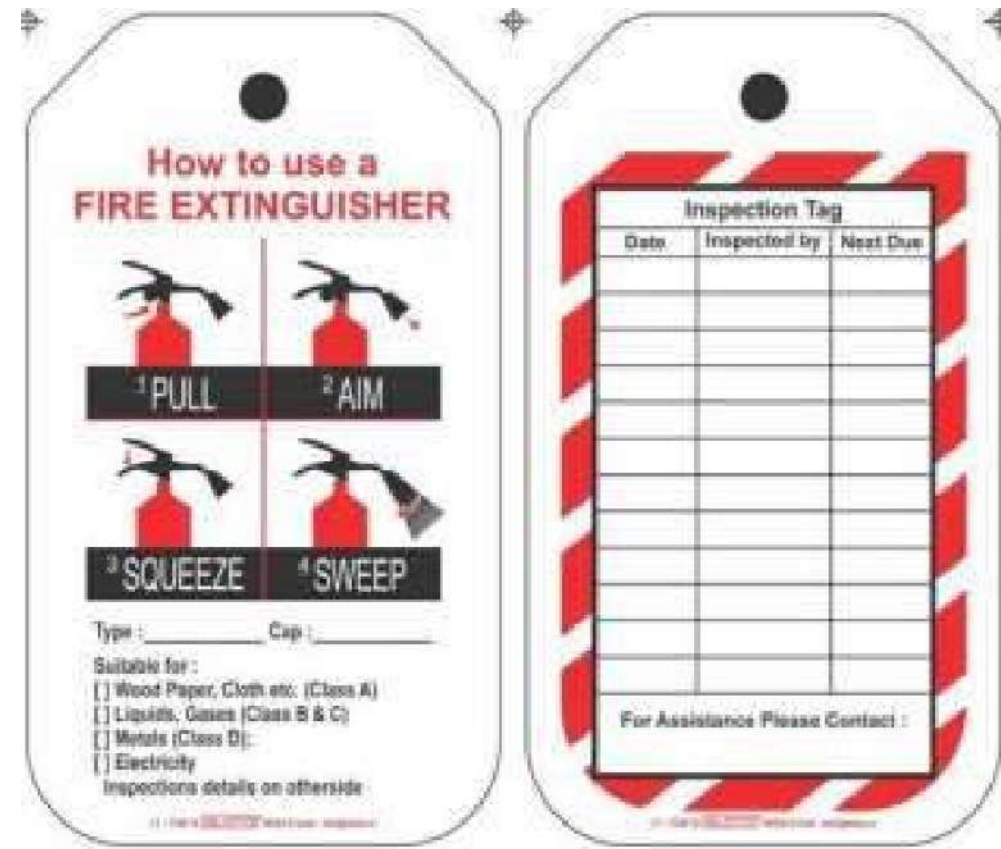 How to use a
FIRE EXTINGUISHER
1 PULL
2 AIM
3 SQUEEZE
4 SWEEP
Type : Cap :
Suitable for :
[ ] Wood Paper, Cloth etc. (Class A)
[ ] Liquids, Gases (Class B & C)
[ ] Metals (Class D);
[ ] Electricity
Inspections details on otherside
Inspection Tag
Date Inspected by Next Due
For Assistance Please Contact :